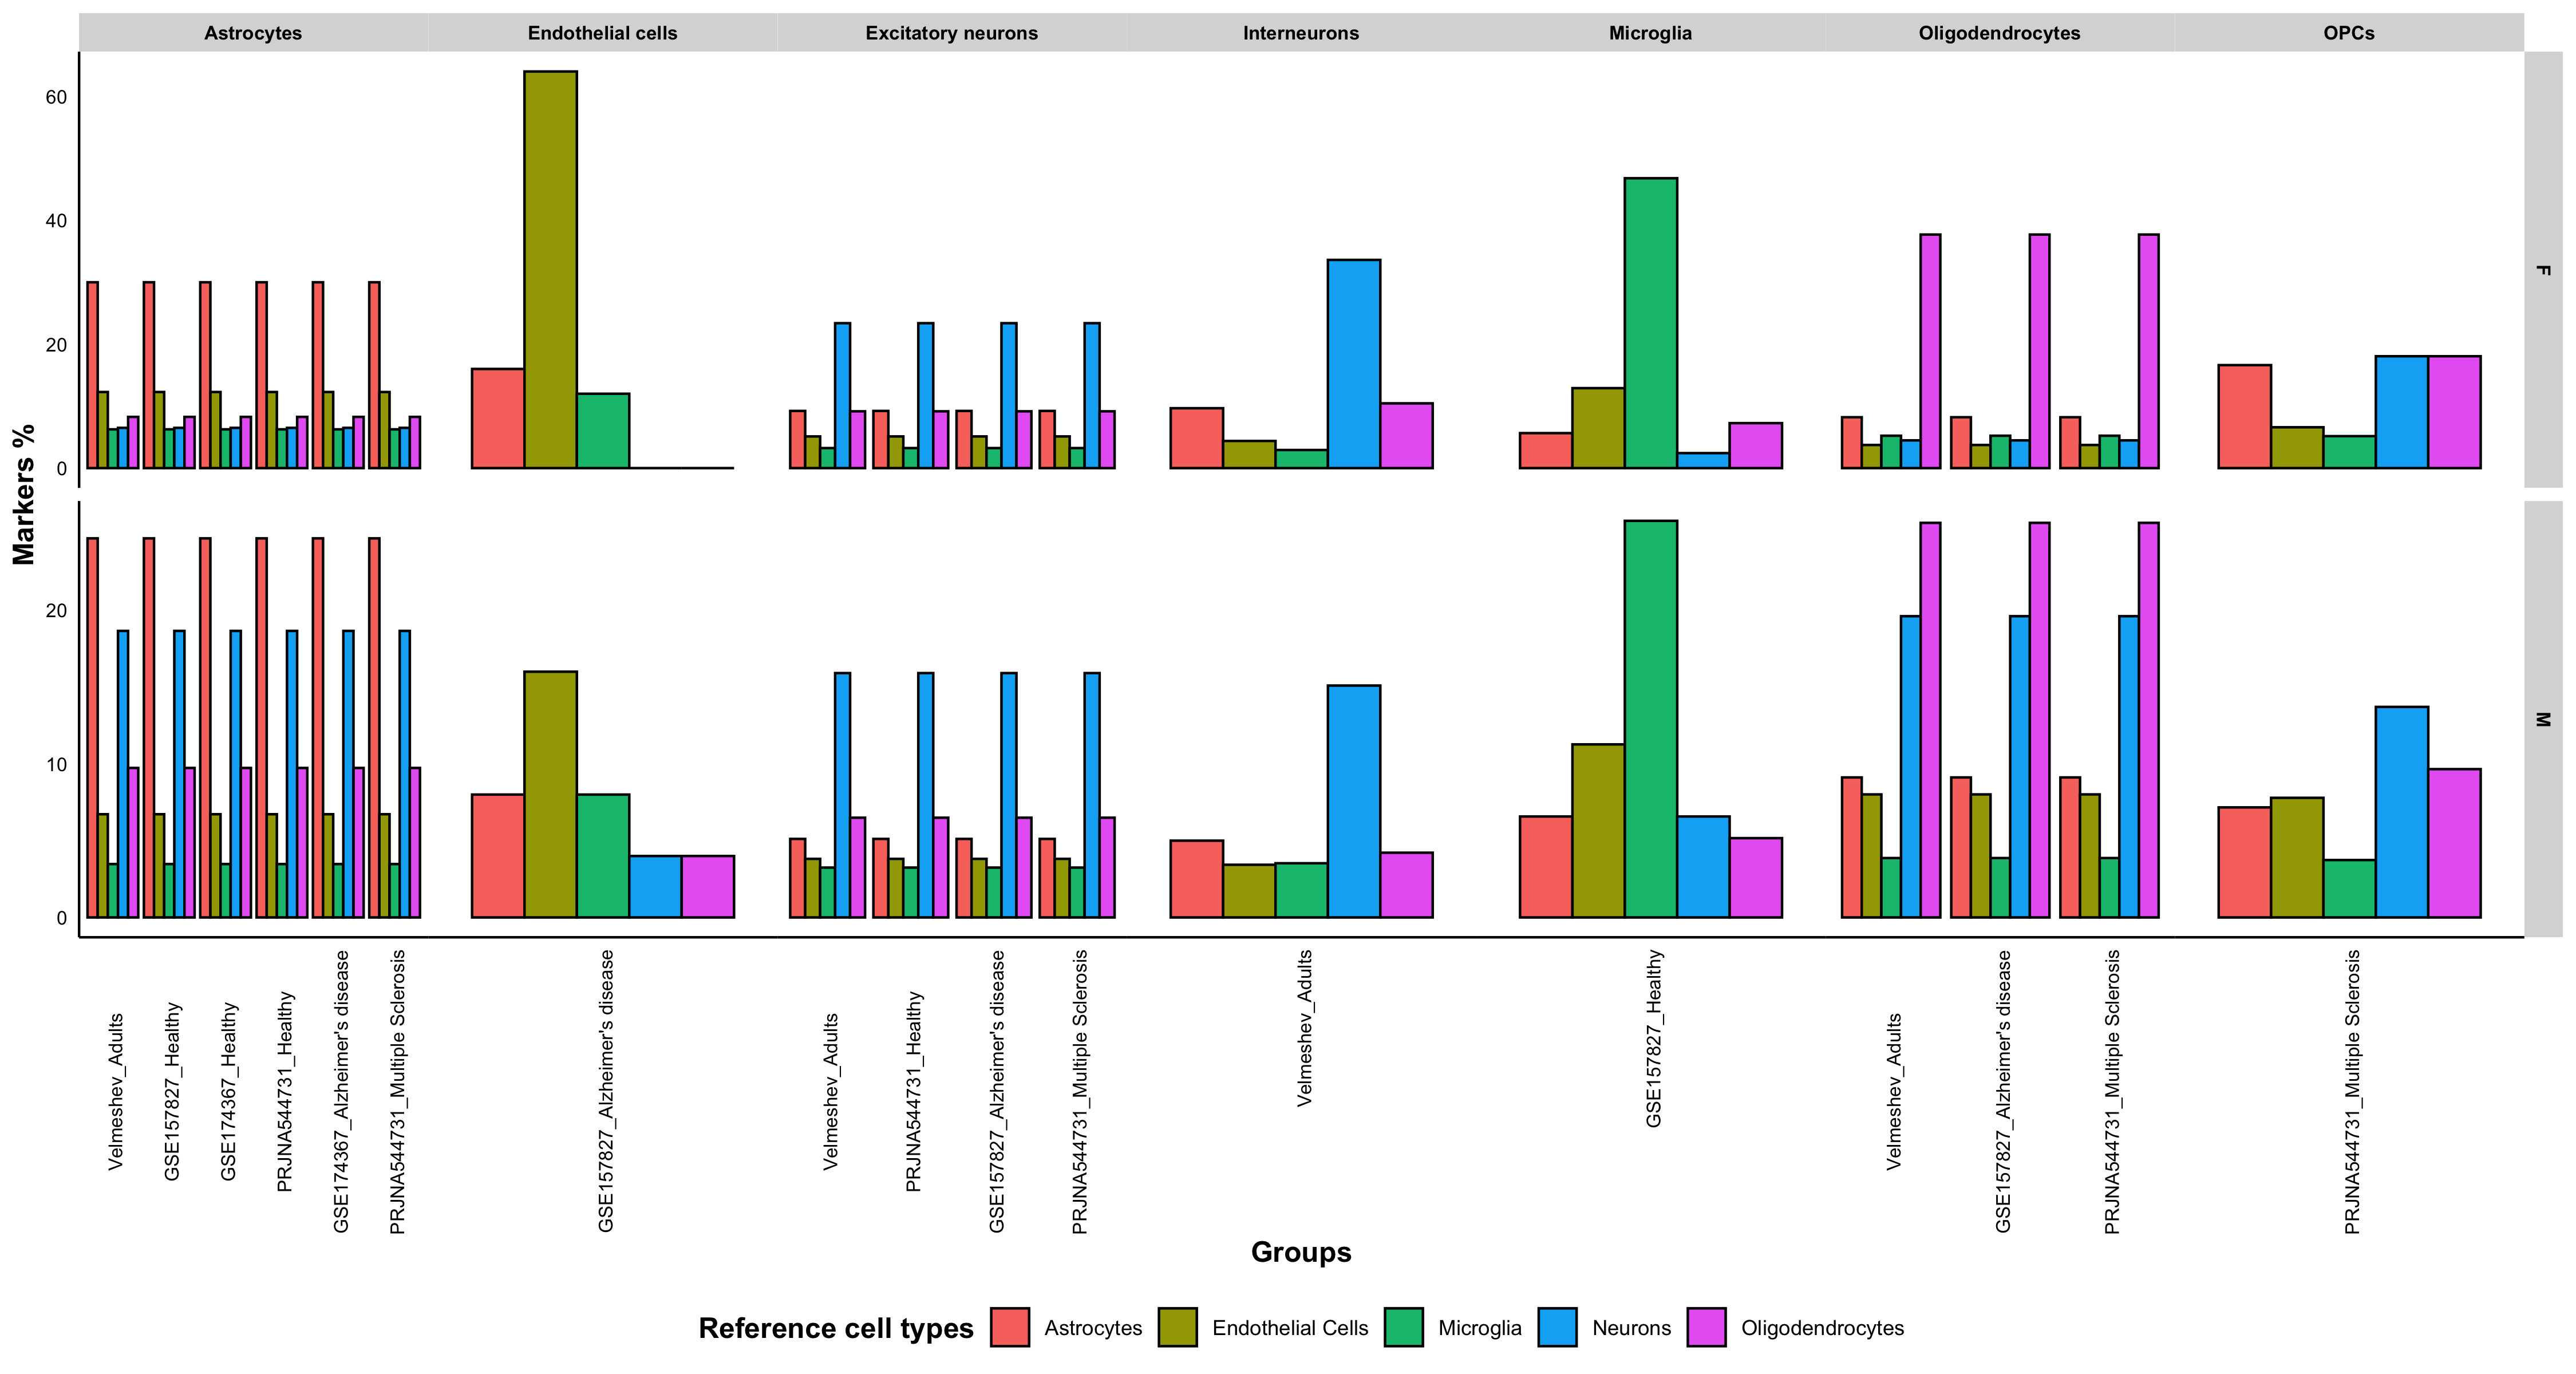 Astrocytes
Endothelial cells
Excitatory neurons
Interneurons
Microglia
Oligodendrocytes
OPCs
Markers %
60
40
20
0
F
20
10
0
M
Velmeshev_Adults
GSE157827_Healthy
GSE174367_Healthy
PRJNA544731_Healthy
GSE174367_Alzheimer's disease
PRJNA544731_Multiple Sclerosis
GSE157827_Alzheimer's disease
Velmeshev_Adults
PRJNA544731_Healthy
GSE157827_Alzheimer's disease
PRJNA544731_Multiple Sclerosis
Velmeshev_Adults
GSE157827_Healthy
Velmeshev_Adults
GSE157827_Alzheimer's disease
PRJNA544731_Multiple Sclerosis
PRJNA544731_Multiple Sclerosis
Groups
Reference cell types
Astrocytes
Endothelial Cells
Microglia
Neurons
Oligodendrocytes